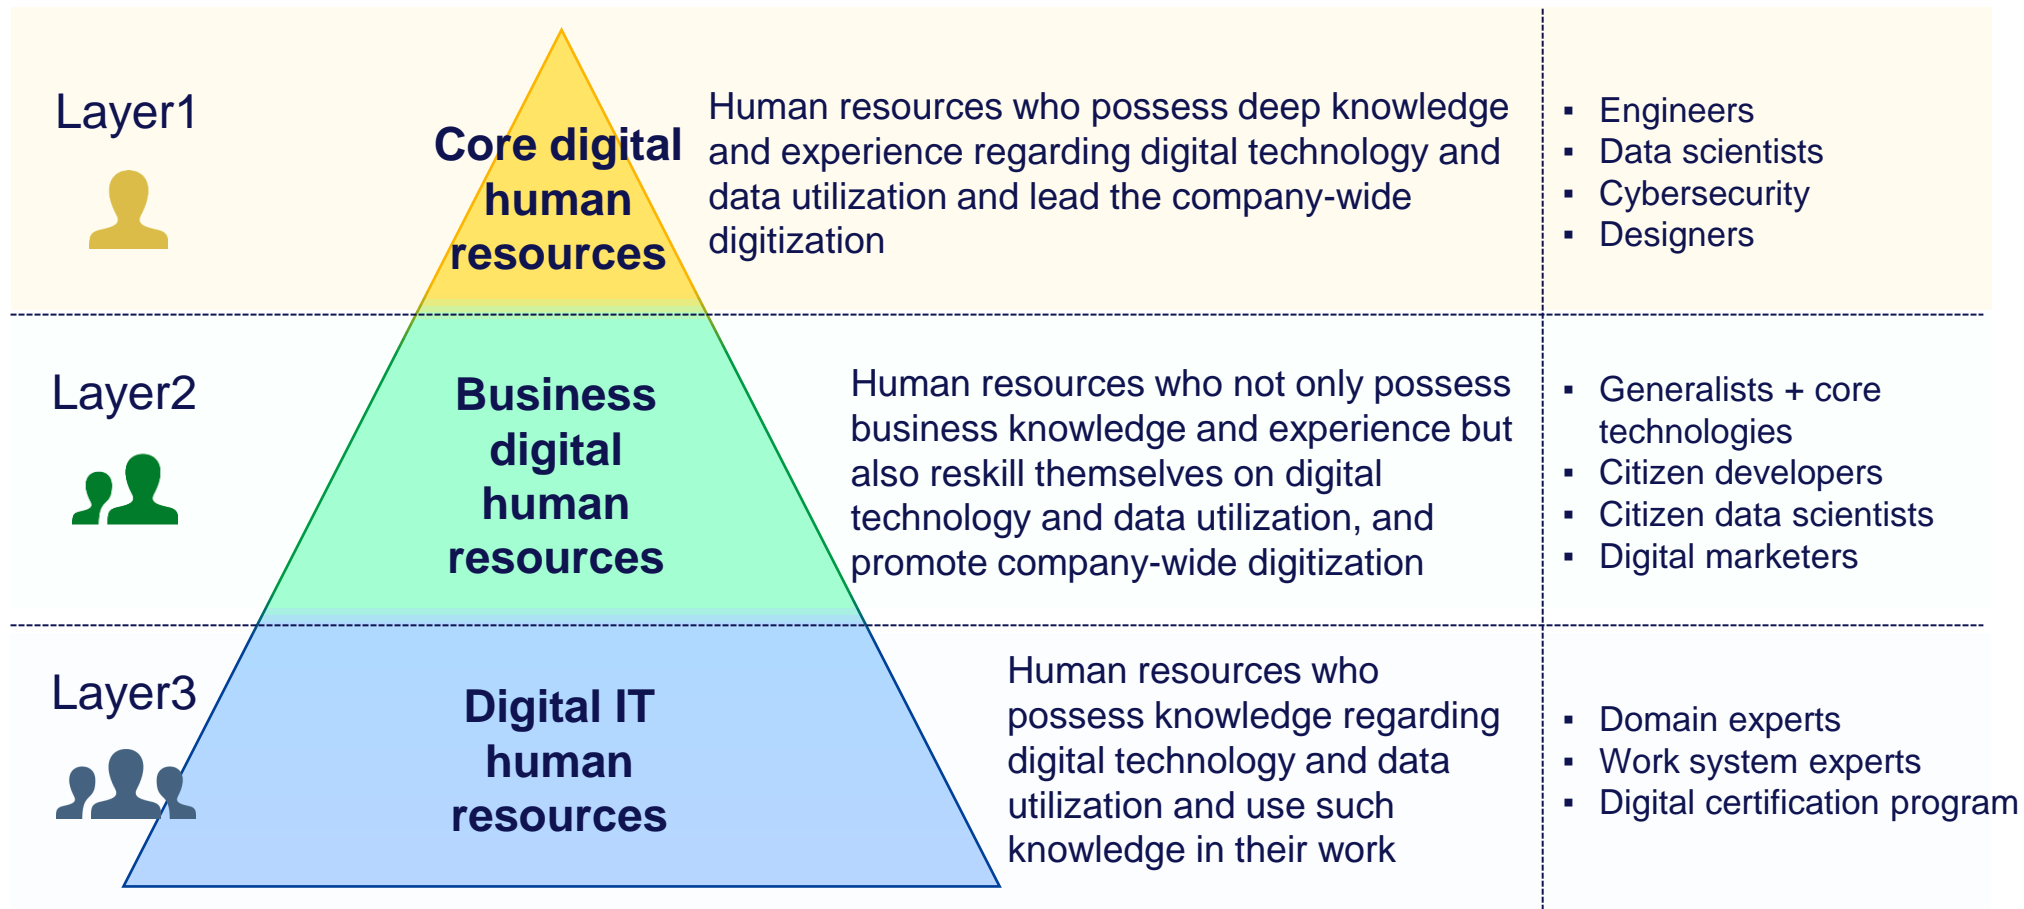 Layer1
Core digital
human
resources
Human resources who possess deep knowledge
and experience regarding digital technology and
data utilization and lead the company-wide
digitization
▪ Engineers
▪ Data scientists
▪ Cybersecurity
▪ Designers
Layer2
Business
digital
human
resources
Human resources who not only possess
business knowledge and experience but
also reskill themselves on digital
technology and data utilization, and
promote company-wide digitization
▪ Generalists + core
technologies
▪ Citizen developers
▪ Citizen data scientists
▪ Digital marketers
Layer3
Digital IT
human
resources
Human resources who
possess knowledge regarding
digital technology and data
utilization and use such
knowledge in their work
▪ Domain experts
▪ Work system experts
▪ Digital certification program